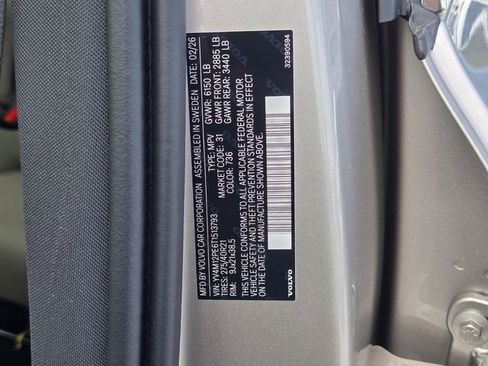 MFD BY VOLVO CAR CORPORATION ASSEMBLED IN SWEDEN DATE: 02/26
VIN: YV4M12PE6T1513793 TYPE: MPV GVWR: 6150 LB
TIRES: 275/40R21 MARKET CODE: 31 GAWR FRONT: 2885 LB
RIM: 9Jx21x38.5 COLOR: 736 GAWR REAR: 3440 LB
THIS VEHICLE CONFORMS TO ALL APPLICABLE FEDERAL MOTOR
VEHICLE SAFETY, BUMPER, AND THEFT PREVENTION STANDARDS IN EFFECT
ON THE DATE OF MANUFACTURE SHOWN ABOVE.
VOLVO 32390594